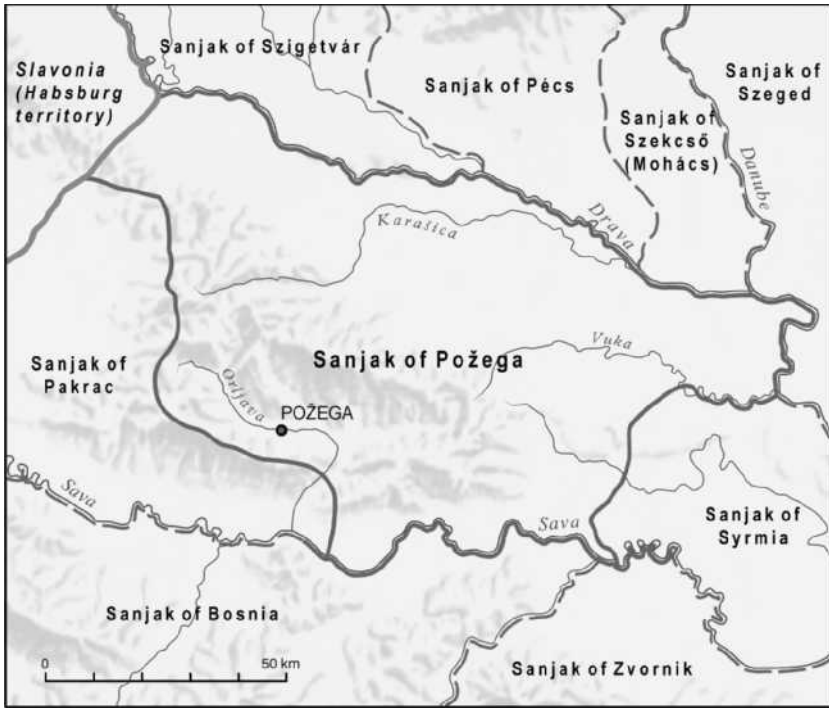 Sanjak of Szigetvár
Slavonia
(Habsburg
territory)
Sanjak of Pécs
Sanjak of
Szeged
Sanjak of
Szekcső
(Mohács)
Danube
Drava
Karašica
Sanjak of Požega
Vuka
Sanjak of
Pakrac
Orljava
POŽEGA
Sava
Sava
Sanjak of
Syrmia
Sanjak of Bosnia
Sanjak of Zvornik
0
50 km